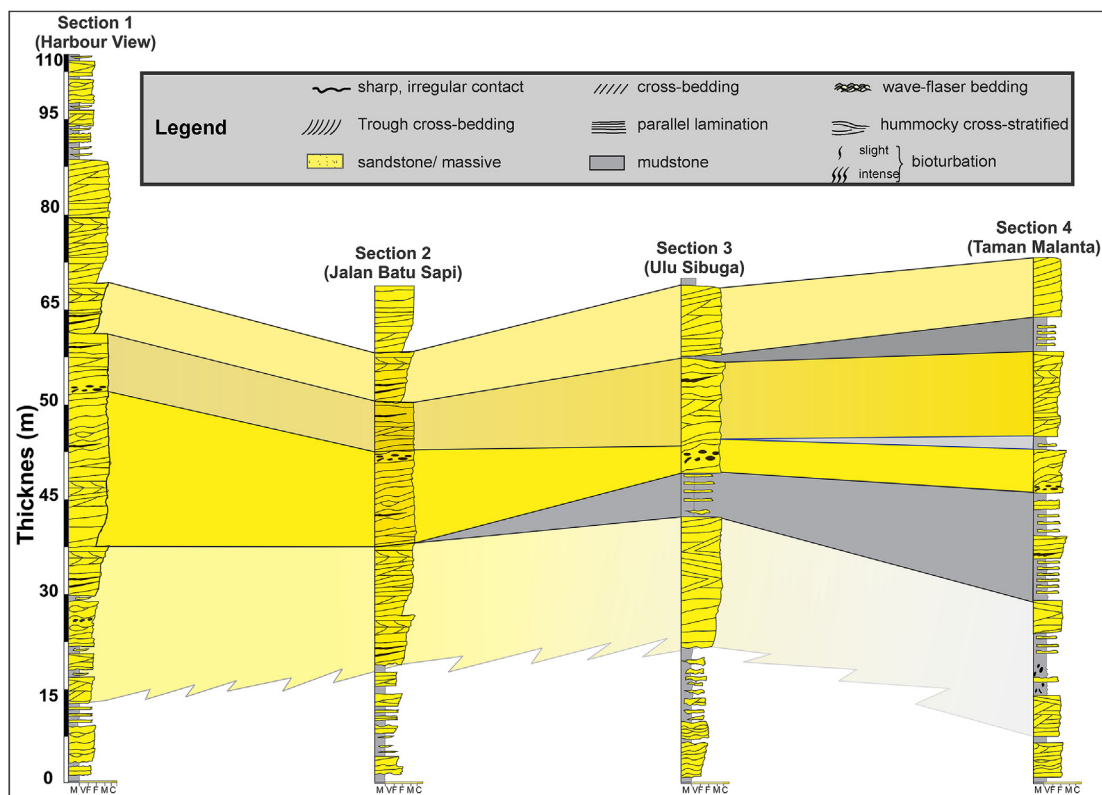 Section 1
(Harbour View)
110
95
80
65
50
45
30
15
0
Thicknes (m)
Legend
sharp, irregular contact
cross-bedding
wave-flaser bedding
Trough cross-bedding
parallel lamination
hummocky cross-stratified
sandstone/ massive
mudstone
slight
intense
bioturbation
Section 2
(Jalan Batu Sapi)
Section 3
(Ulu Sibuga)
Section 4
(Taman Malanta)
M VF F M C
M VF F M C
M VF F M C
M VF F M C